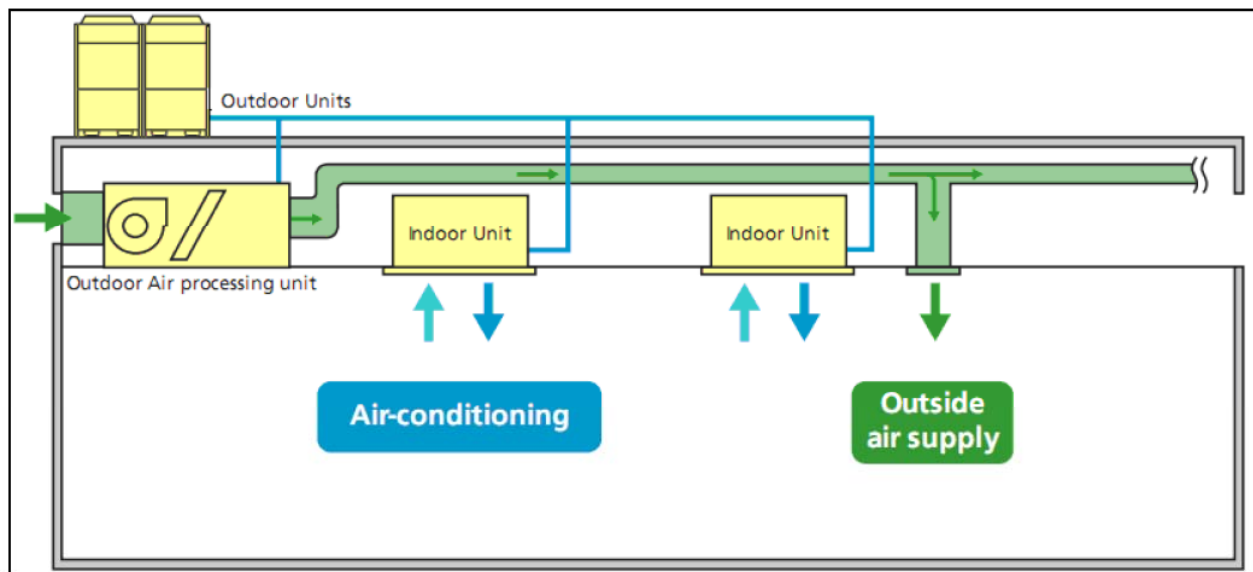 Outdoor Units
Indoor Unit
Indoor Unit
Outdoor Air processing unit
Air-conditioning
Outside
air supply